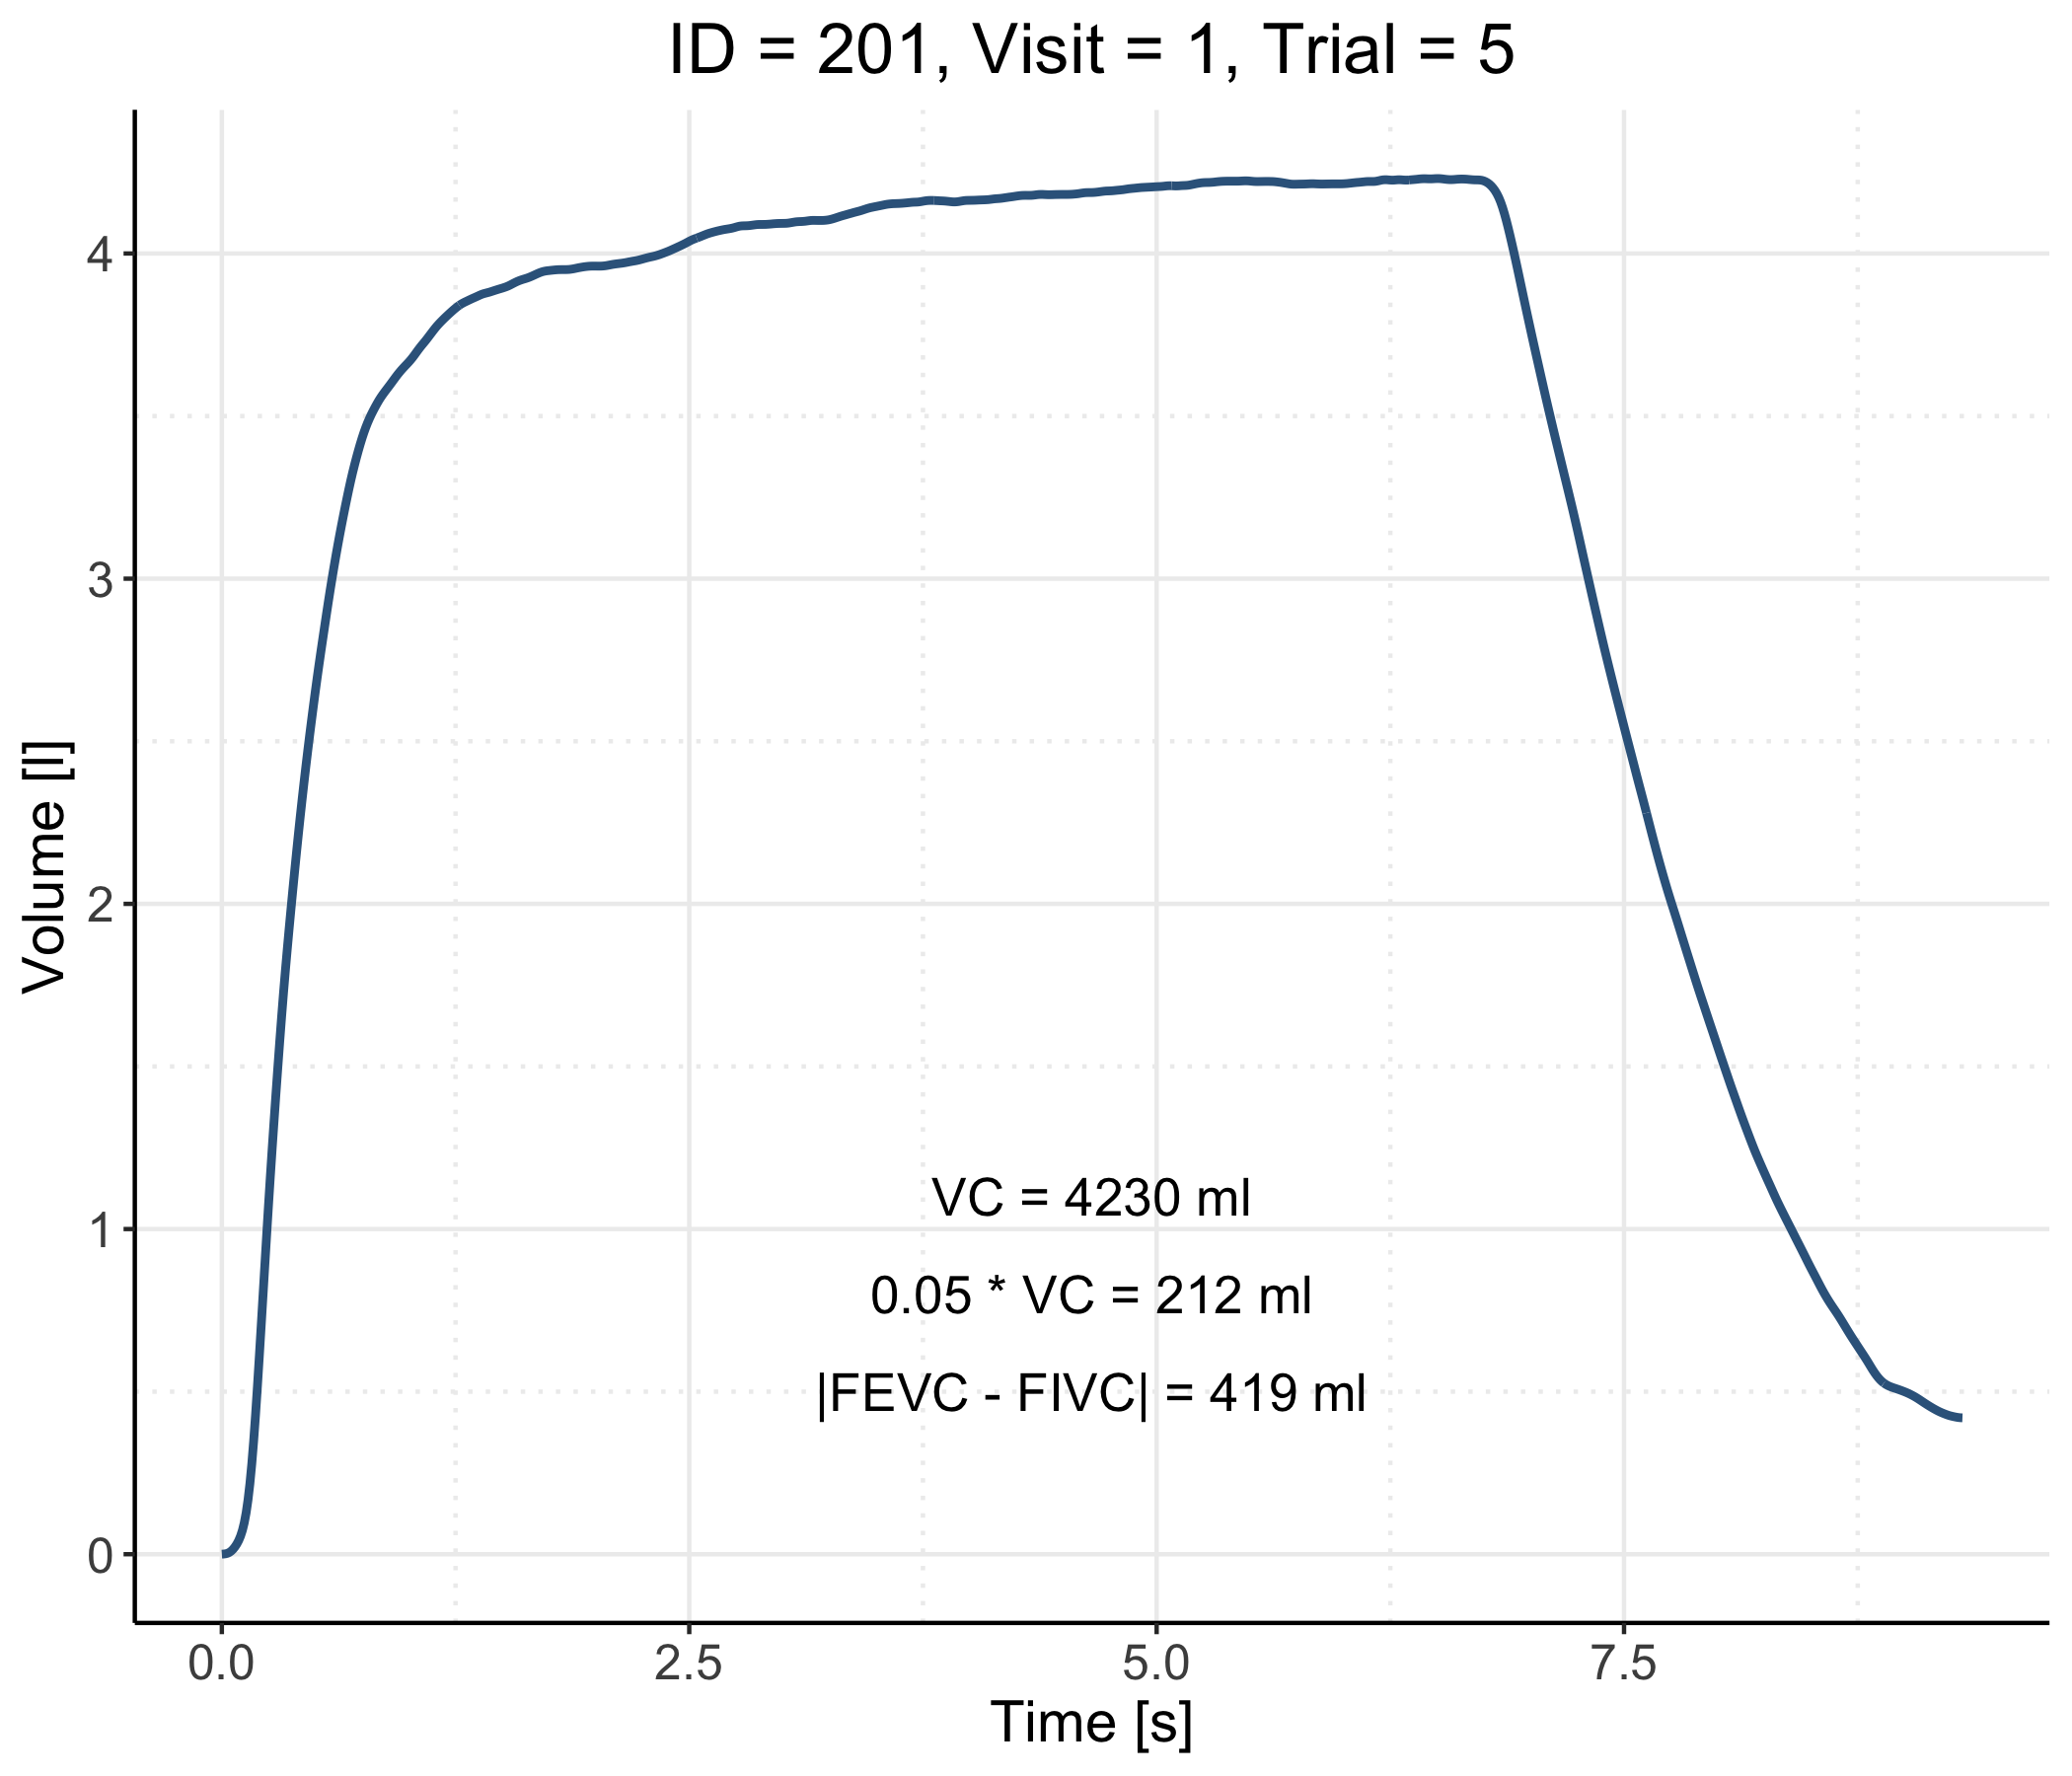 ID = 201, Visit = 1, Trial = 5
Volume [l]
4
3
2
1
0
VC = 4230 ml
0.05 * VC = 212 ml
|FEVC - FIVC| = 419 ml
0.0 2.5 5.0 7.5
Time [s]